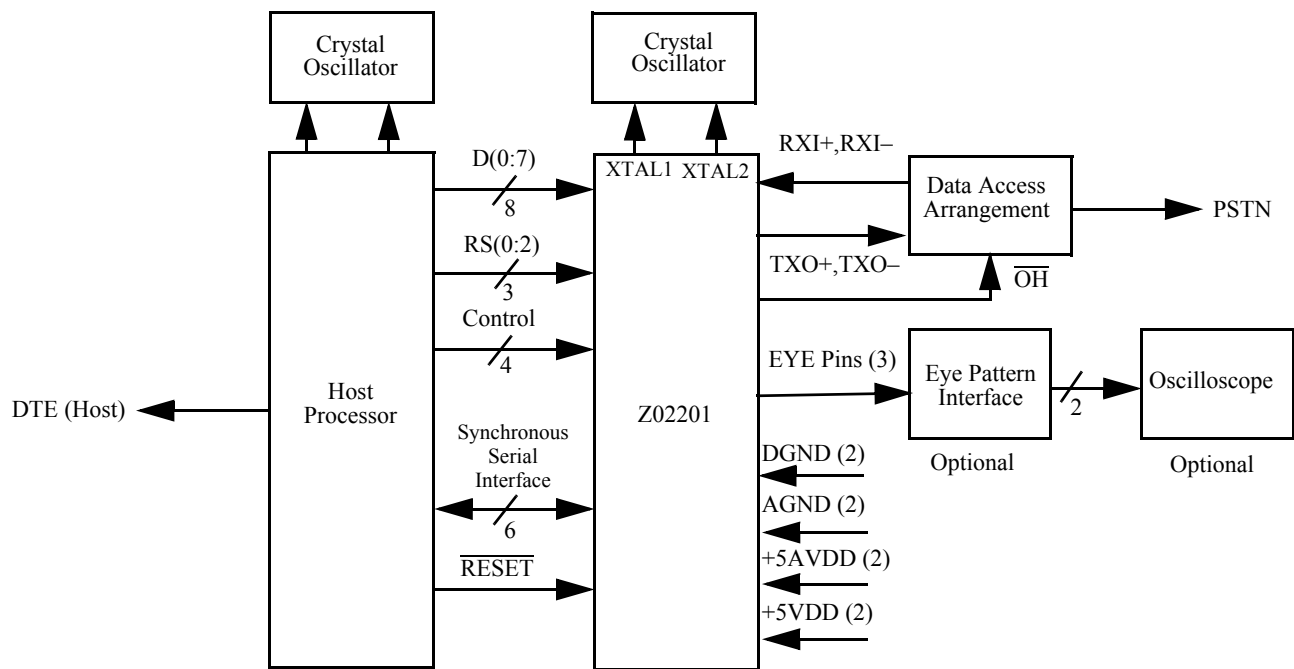 Crystal
Oscillator
Crystal
Oscillator
D(0:7)
8
RS(0:2)
3
Control
4
Host
Processor
DTE (Host)
Synchronous
Serial
Interface
6
RESET
XTAL1 XTAL2
Z02201
RXI+,RXI–
Data Access
Arrangement
PSTN
TXO+,TXO–
OH
EYE Pins (3)
Eye Pattern
Interface
2
Oscilloscope
Optional
Optional
DGND (2)
AGND (2)
+5AVDD (2)
+5VDD (2)